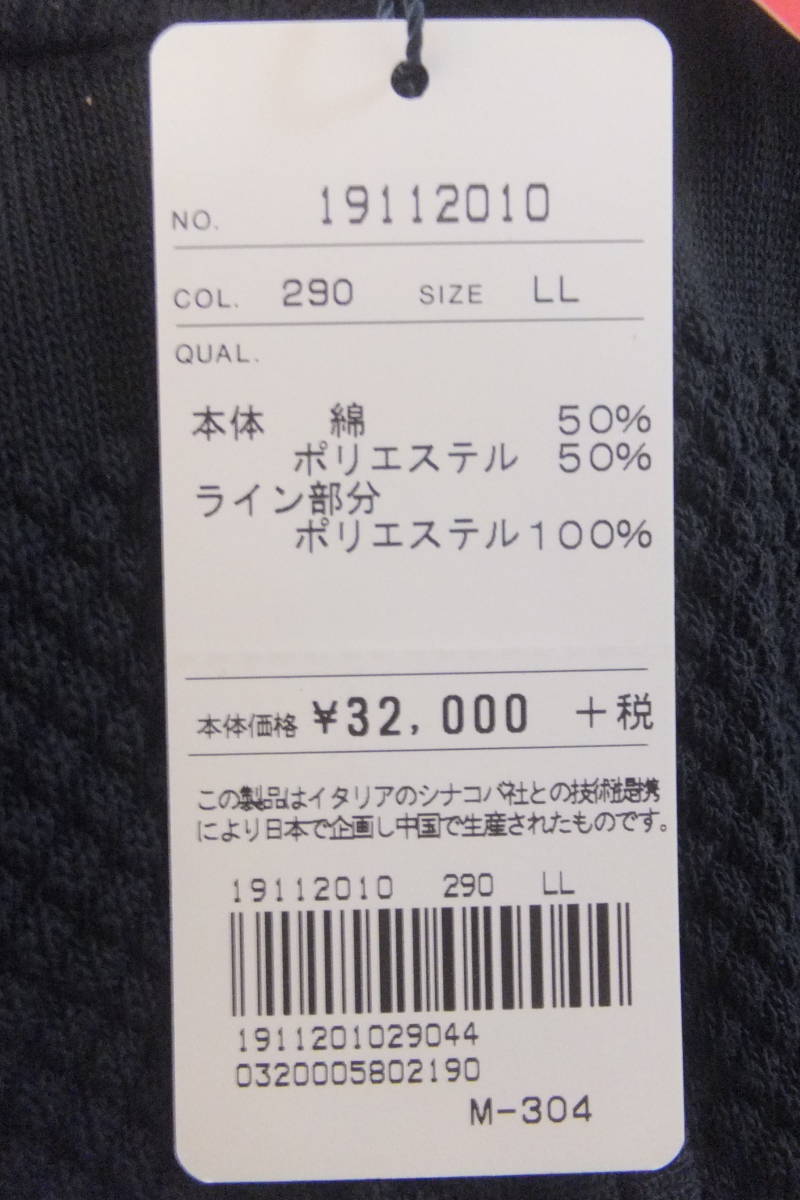 NO. 19112010
COL. 290 SIZE LL
QUAL.
本体 綿 50%
ポリエステル 50%
ライン部分
ポリエステル100%
本体価格 ¥32,000 +税
この製品はイタリアのシナコバ社との技術提携
により日本で企画し中国で生産されたものです。
19112010 290 LL
1911201029044
0320005802190
M-304